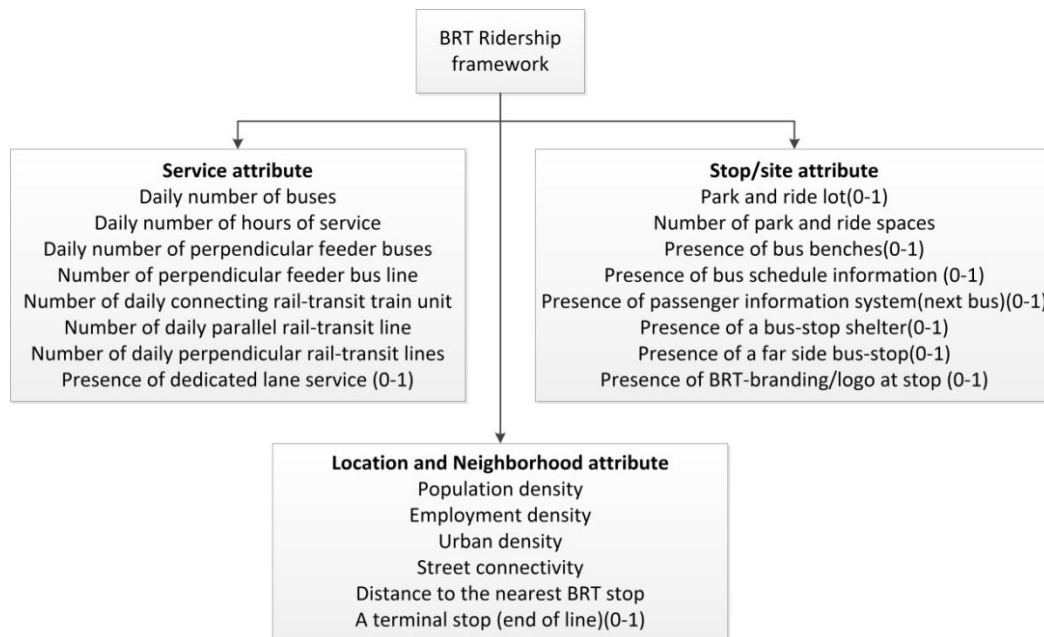 BRT Ridership
framework
Service attribute
Daily number of buses
Daily number of hours of service
Daily number of perpendicular feeder buses
Number of perpendicular feeder bus line
Number of daily connecting rail-transit train unit
Number of daily parallel rail-transit line
Number of daily perpendicular rail-transit lines
Presence of dedicated lane service (0-1)
Stop/site attribute
Park and ride lot(0-1)
Number of park and ride spaces
Presence of bus benches(0-1)
Presence of bus schedule information (0-1)
Presence of passenger information system(next bus)(0-1)
Presence of a bus-stop shelter(0-1)
Presence of a far side bus-stop(0-1)
Presence of BRT-branding/logo at stop (0-1)
Location and Neighborhood attribute
Population density
Employment density
Urban density
Street connectivity
Distance to the nearest BRT stop
A terminal stop (end of line)(0-1)